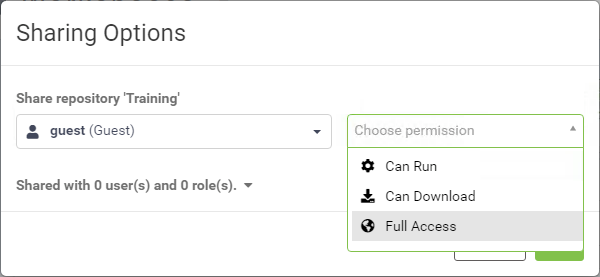 Sharing Options
Share repository 'Training'
guest (Guest)
Choose permission
Can Run
Can Download
Full Access
Shared with 0 user(s) and 0 role(s).